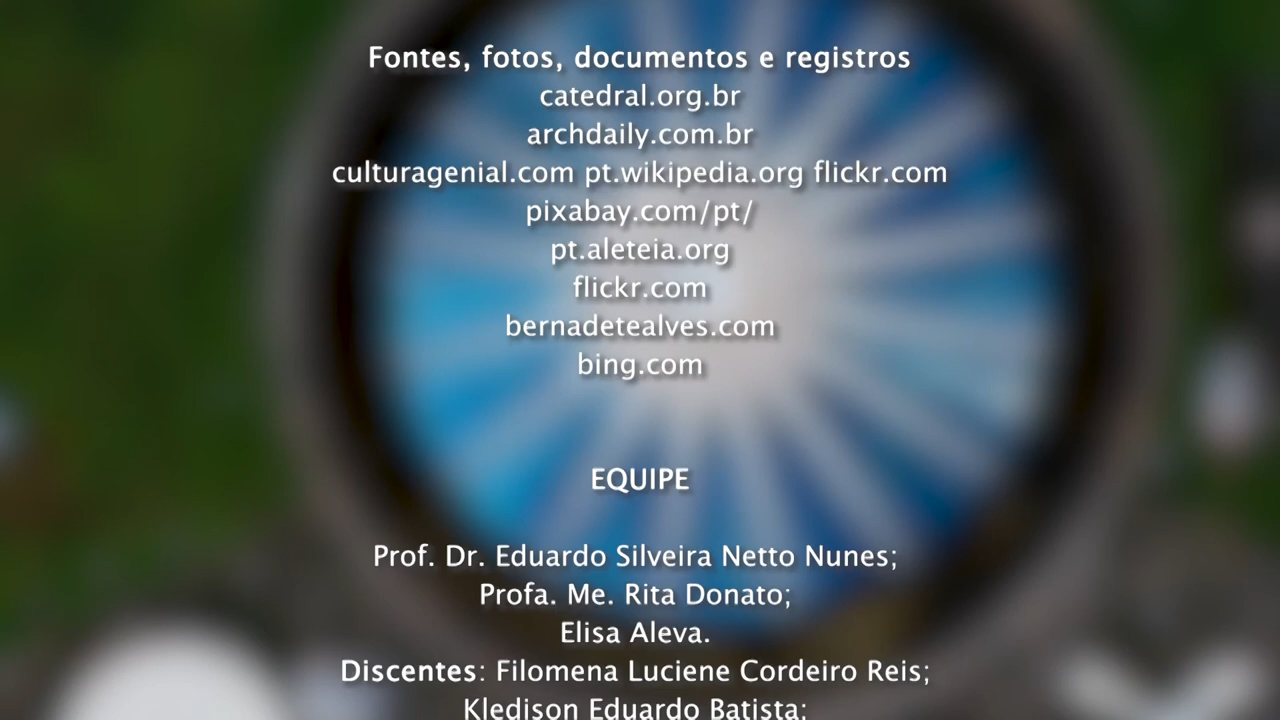 Fontes, fotos, documentos e registros
catedral.org.br
archdaily.com.br
culturagenial.com pt.wikipedia.org flickr.com
pixabay.com/pt/
pt.aleteia.org
flickr.com
bernadetealves.com
bing.com
EQUIPE
Prof. Dr. Eduardo Silveira Netto Nunes;
Profa. Me. Rita Donato;
Elisa Aleva.
Discentes: Filomena Luciene Cordeiro Reis;
Kledison Eduardo Batista;